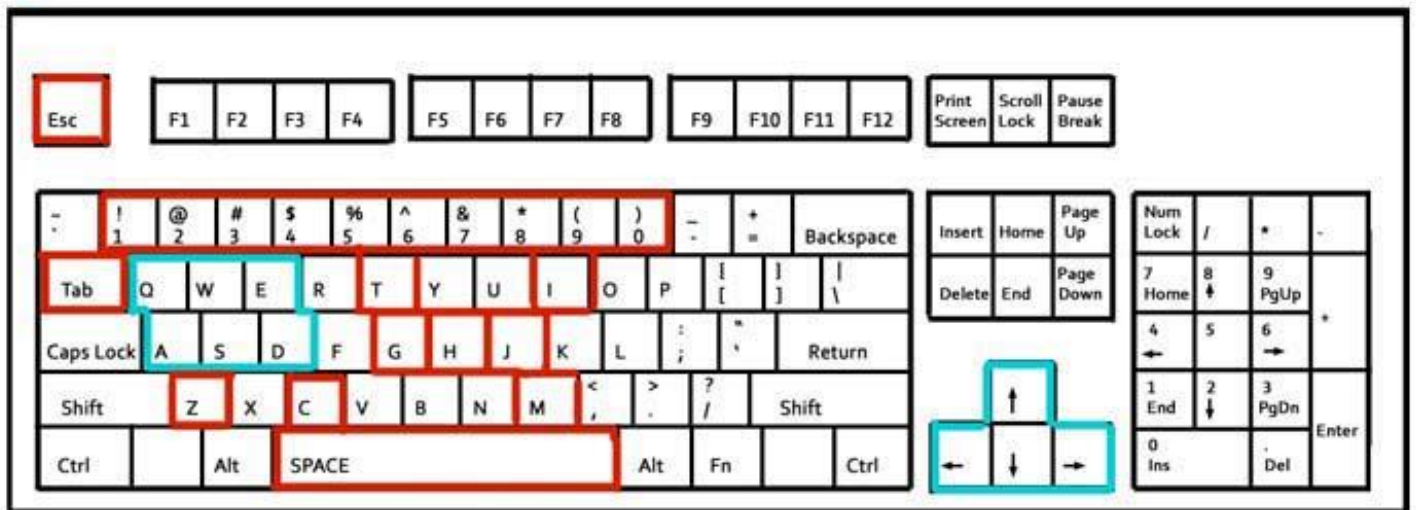 Esc F1 F2 F3 F4 F5 F6 F7 F8 F9 F10 F11 F12 Print Screen Scroll Lock Pause Break
~ ! @ # $ % ^ & * ( ) _ +
` 1 2 3 4 5 6 7 8 9 0 - = Backspace
Tab Q W E R T Y U I O P [ [ ] ] | \
Caps Lock A S D F G H J K L : ; " ' Return
Shift Z X C V B N M < , > . ? / Shift
Ctrl Alt SPACE Alt Fn Ctrl
Insert Home Page Up
Delete End Page Down
↑
← ↓ →
Num Lock / * -
7 Home 8 ↑ 9 PgUp +
4 ← 5 6 →
1 End 2 ↓ 3 PgDn Enter
0 Ins . Del